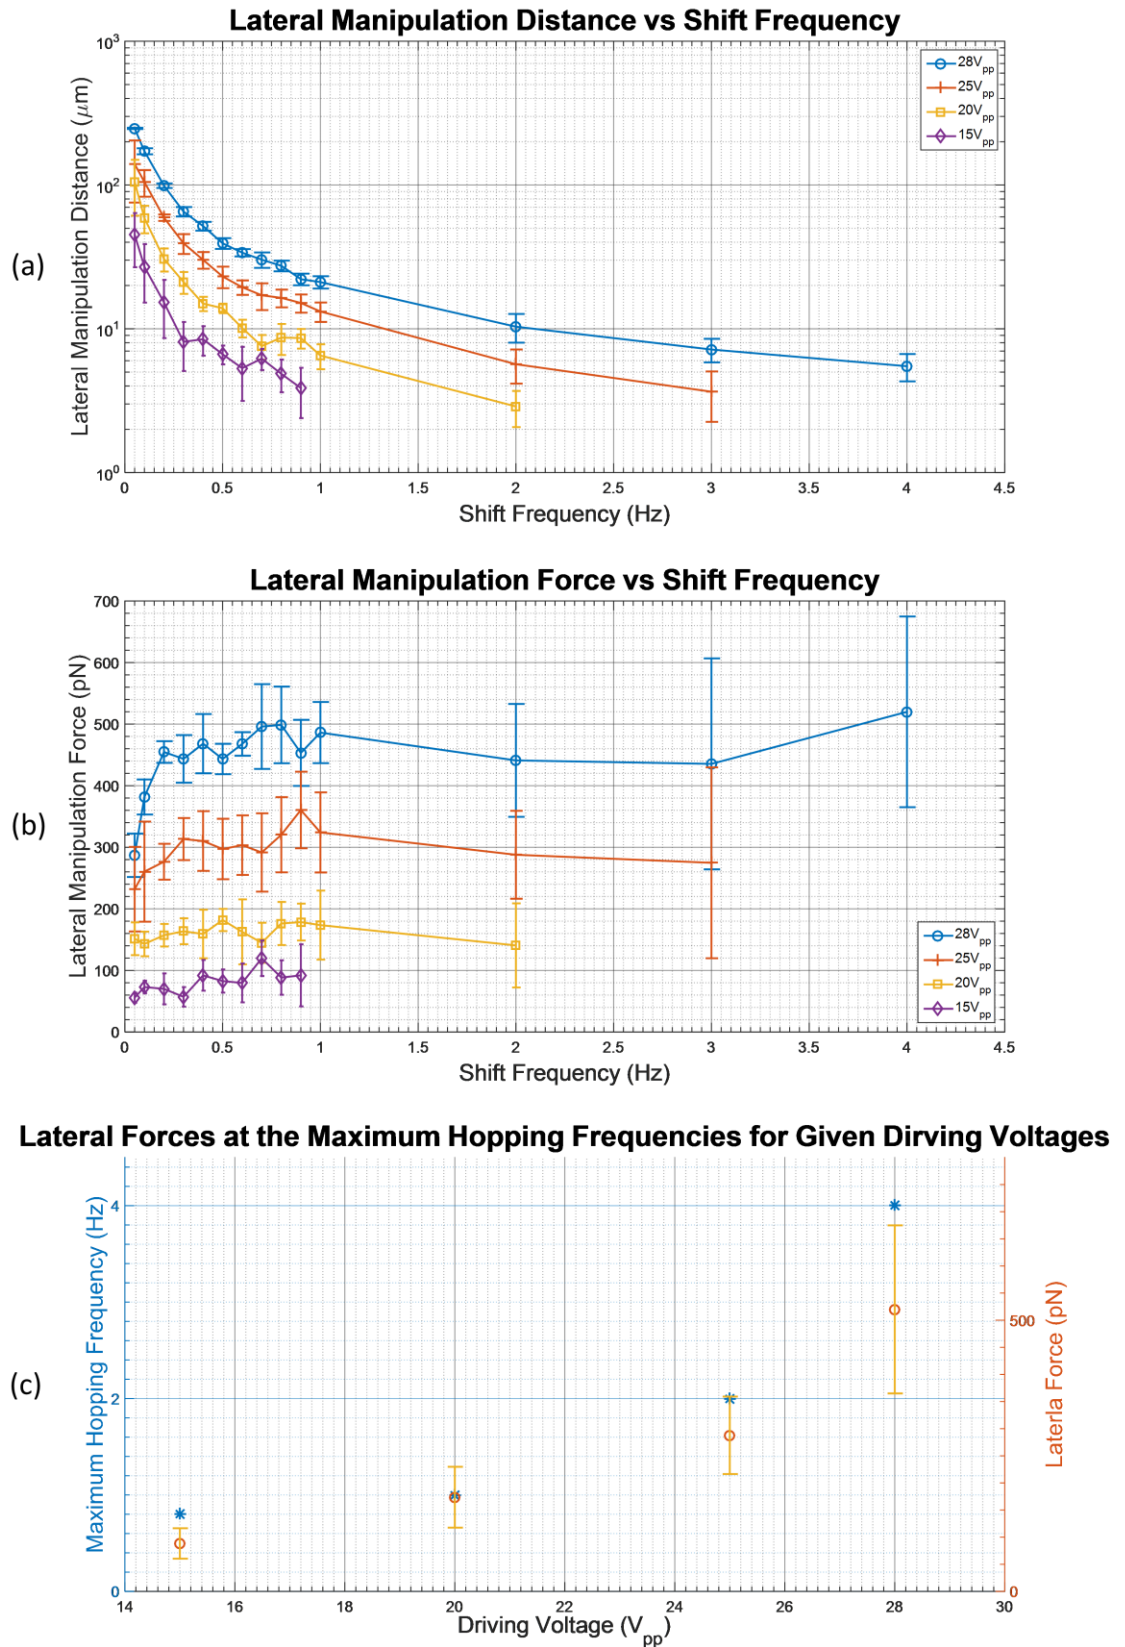 Lateral Manipulation Distance vs Shift Frequency
Lateral Manipulation Distance (μm)
10³
10²
10¹
10⁰
28Vpp
25Vpp
20Vpp
15Vpp
(a)
0 0.5 1 1.5 2 2.5 3 3.5 4 4.5
Shift Frequency (Hz)
Lateral Manipulation Force vs Shift Frequency
Lateral Manipulation Force (pN)
700
600
500
400
300
200
100
0
(b)
28Vpp
25Vpp
20Vpp
15Vpp
0 0.5 1 1.5 2 2.5 3 3.5 4 4.5
Shift Frequency (Hz)
Lateral Forces at the Maximum Hopping Frequencies for Given Dirving Voltages
Maximum Hopping Frequency (Hz)
4
2
0
(c)
500
0
Laterla Force (pN)
14 16 18 20 22 24 26 28 30
Driving Voltage (Vpp)